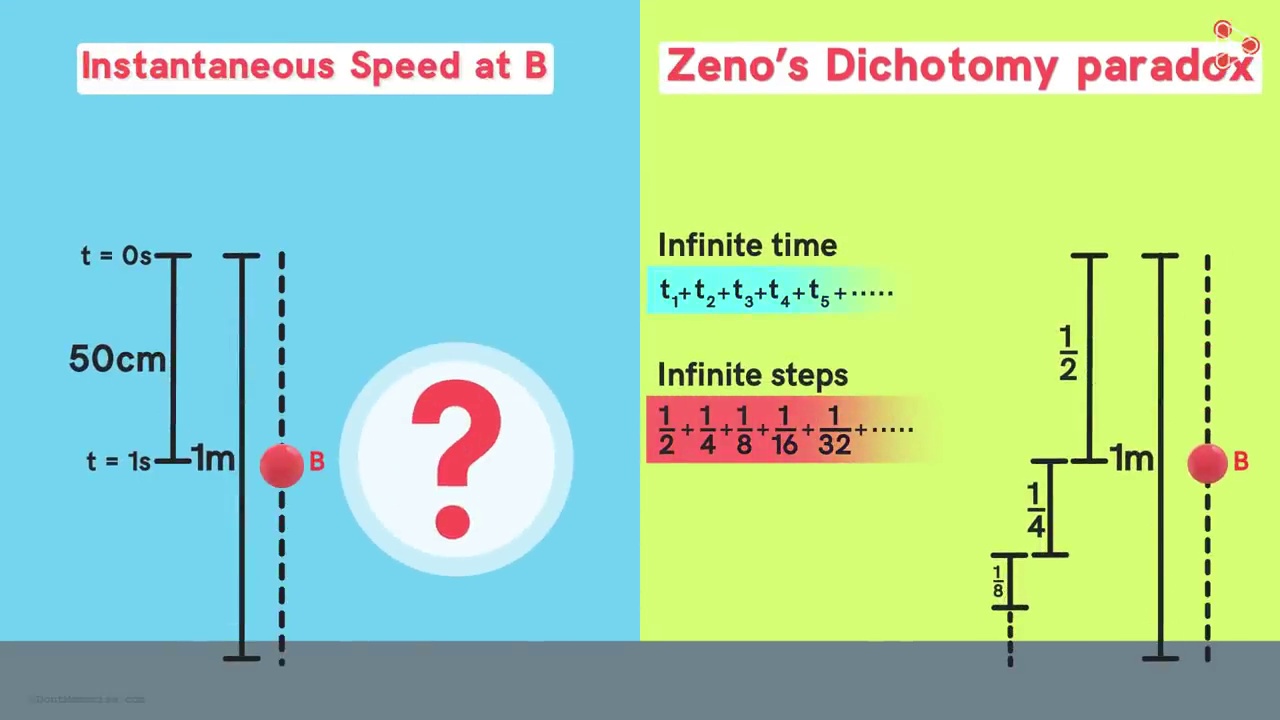 Instantaneous Speed at B
t = 0s
50cm
t = 1s
1m
B
?
Zeno's Dichotomy paradox
Infinite time
t₁+t₂+t₃+t₄+t₅+.....
Infinite steps
1/2+1/4+1/8+1/16+1/32+.....
1/2
1m
B
1/4
1/8